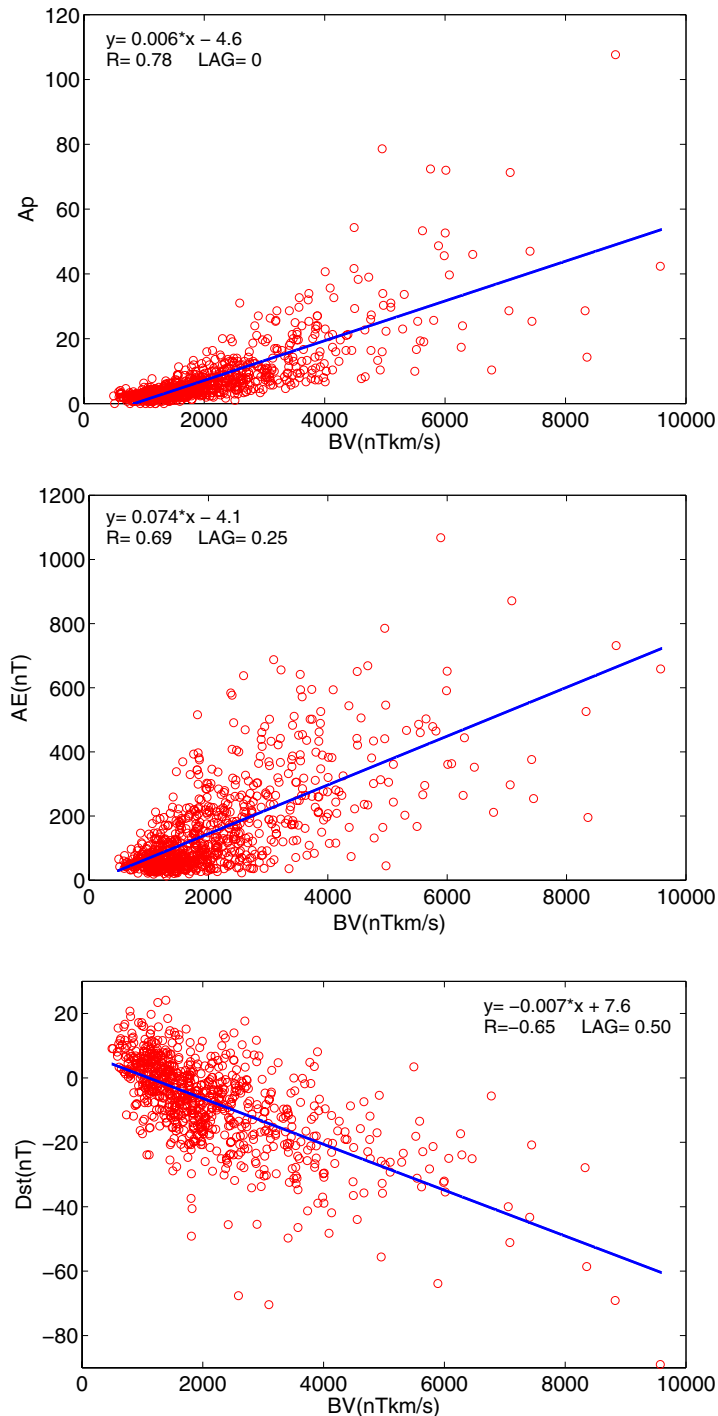 120
100
80
60
40
20
0
Ap
y= 0.006*x − 4.6
R= 0.78 LAG= 0
0 2000 4000 6000 8000 10000
BV(nTkm/s)
1200
1000
800
600
400
200
0
AE(nT)
y= 0.074*x − 4.1
R= 0.69 LAG= 0.25
0 2000 4000 6000 8000 10000
BV(nTkm/s)
20
0
−20
−40
−60
−80
Dst(nT)
y= −0.007*x + 7.6
R=−0.65 LAG= 0.50
0 2000 4000 6000 8000 10000
BV(nTkm/s)